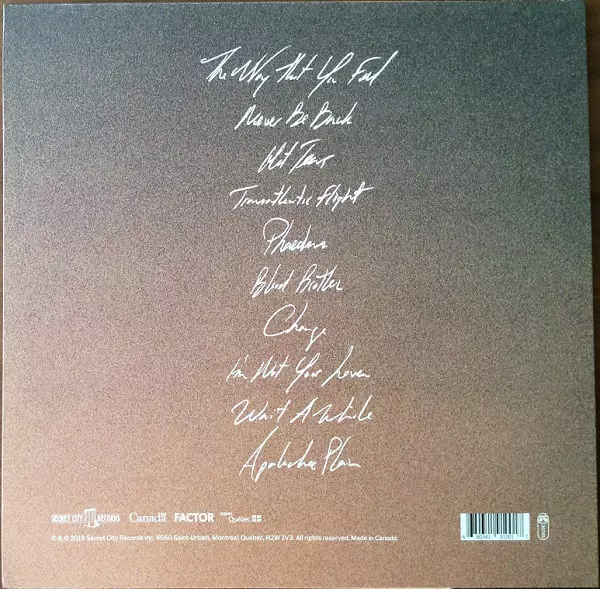 The Way That You Feel
Never Be Back
Hot Tears
Transatlantic Flight
Phaedrus
Blood Brother
Change
I'm Not Your Lover
Wait A While
Apalachee Plain
SECRET CITY RECORDS Canada FACTOR Québec
℗ & © 2019 Secret City Records Inc. 4050 Saint-Urbain, Montreal, Quebec, H2W 1V3. All rights reserved. Made in Canada.